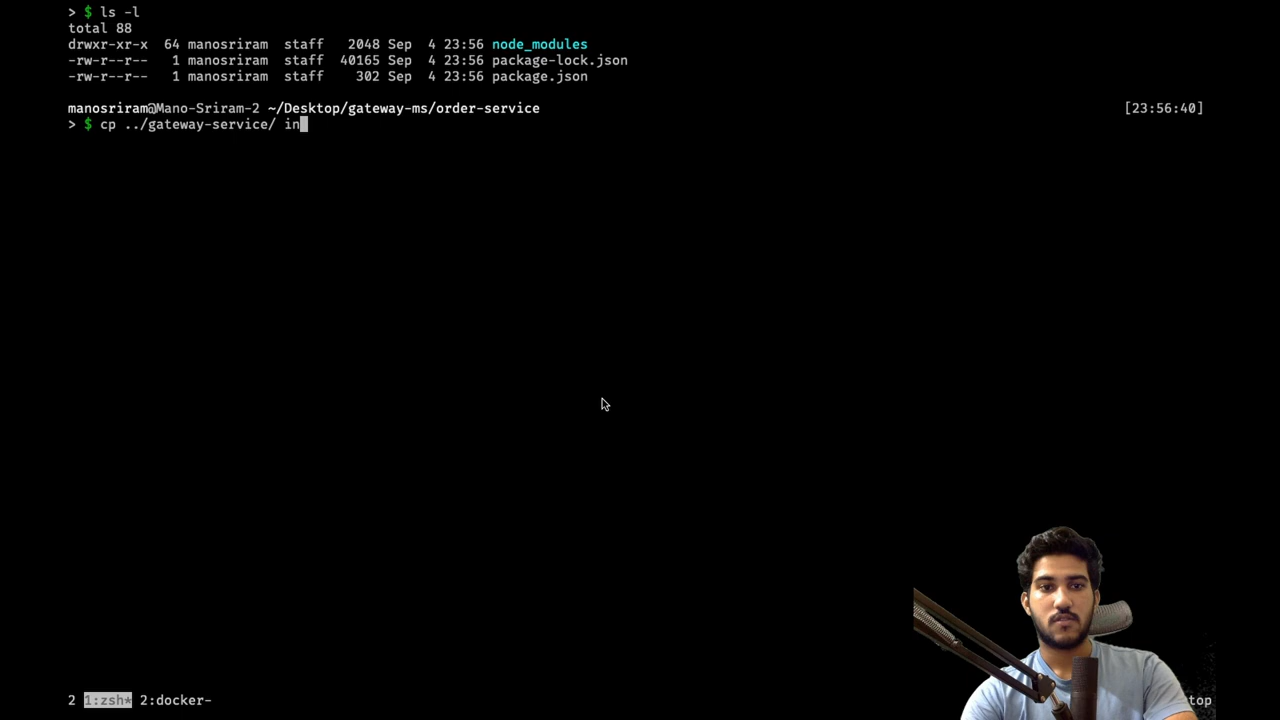 > $ ls -l
total 88
drwxr-xr-x  64 manosriram  staff   2048 Sep  4 23:56 node_modules
-rw-r--r--   1 manosriram  staff  40165 Sep  4 23:56 package-lock.json
-rw-r--r--   1 manosriram  staff    302 Sep  4 23:56 package.json
manosriram@Mano-Sriram-2 ~/Desktop/gateway-ms/order-service [23:56:40]
> $ cp ../gateway-service/ in
2 1:zsh* 2:docker- top